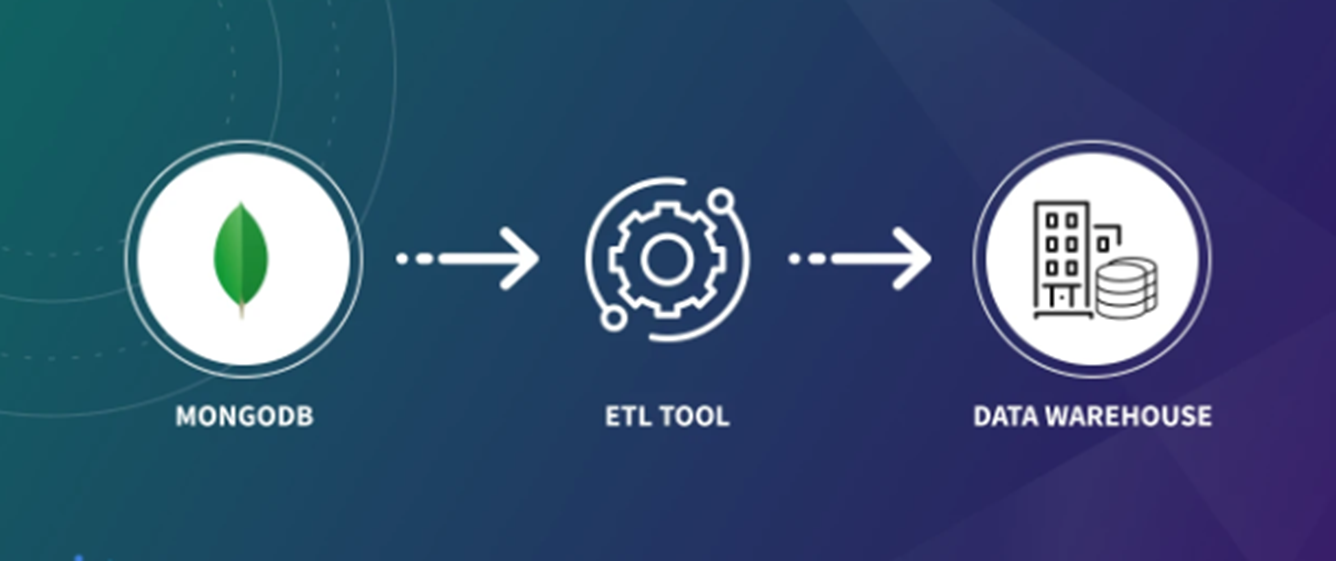 MONGODB
ETL TOOL
DATA WAREHOUSE